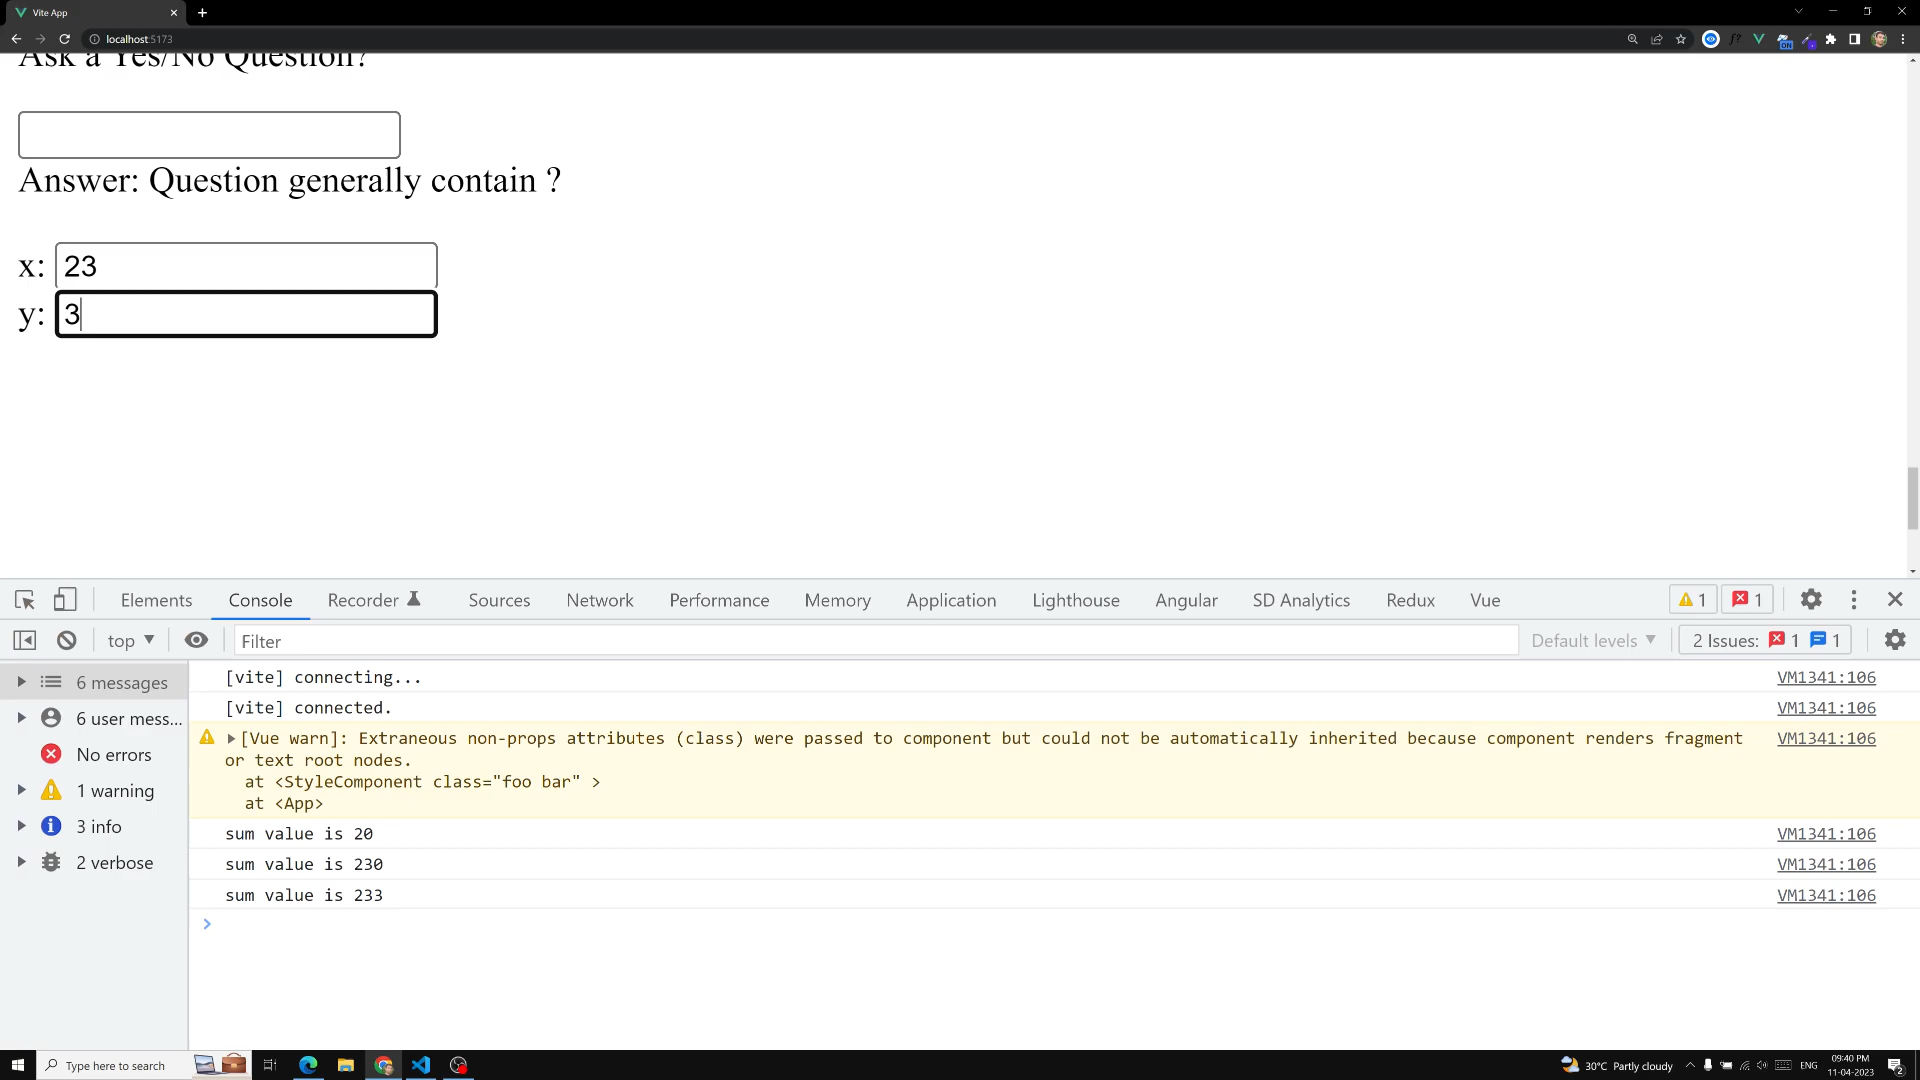 Vite App
localhost:5173
Ask a Yes/No Question?
Answer: Question generally contain ?
x: 23
y: 3
Elements Console Recorder Sources Network Performance Memory Application Lighthouse Angular SD Analytics Redux Vue 1 1
top Filter Default levels 2 Issues: 1 1
6 messages
6 user mess...
No errors
1 warning
3 info
2 verbose
[vite] connecting... VM1341:106
[vite] connected. VM1341:106
[Vue warn]: Extraneous non-props attributes (class) were passed to component but could not be automatically inherited because component renders fragment VM1341:106
or text root nodes.
at <StyleComponent class="foo bar" >
at <App>
sum value is 20 VM1341:106
sum value is 230 VM1341:106
sum value is 233 VM1341:106
Type here to search
30°C Partly cloudy ENG 09:40 PM
11-04-2023 2